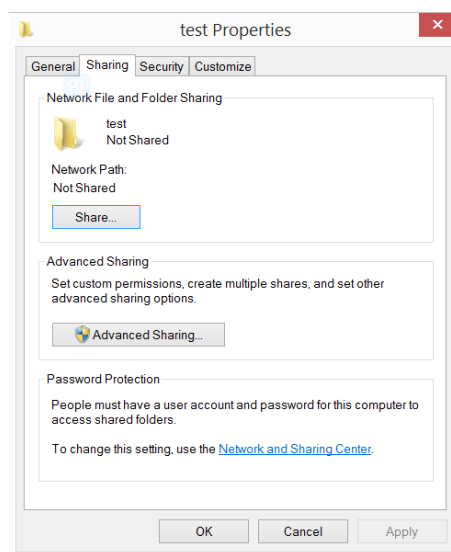 test Properties
General Sharing Security Customize
Network File and Folder Sharing
test
Not Shared
Network Path:
Not Shared
Share...
Advanced Sharing
Set custom permissions, create multiple shares, and set other
advanced sharing options.
Advanced Sharing...
Password Protection
People must have a user account and password for this computer to
access shared folders.
To change this setting, use the Network and Sharing Center.
OK Cancel Apply